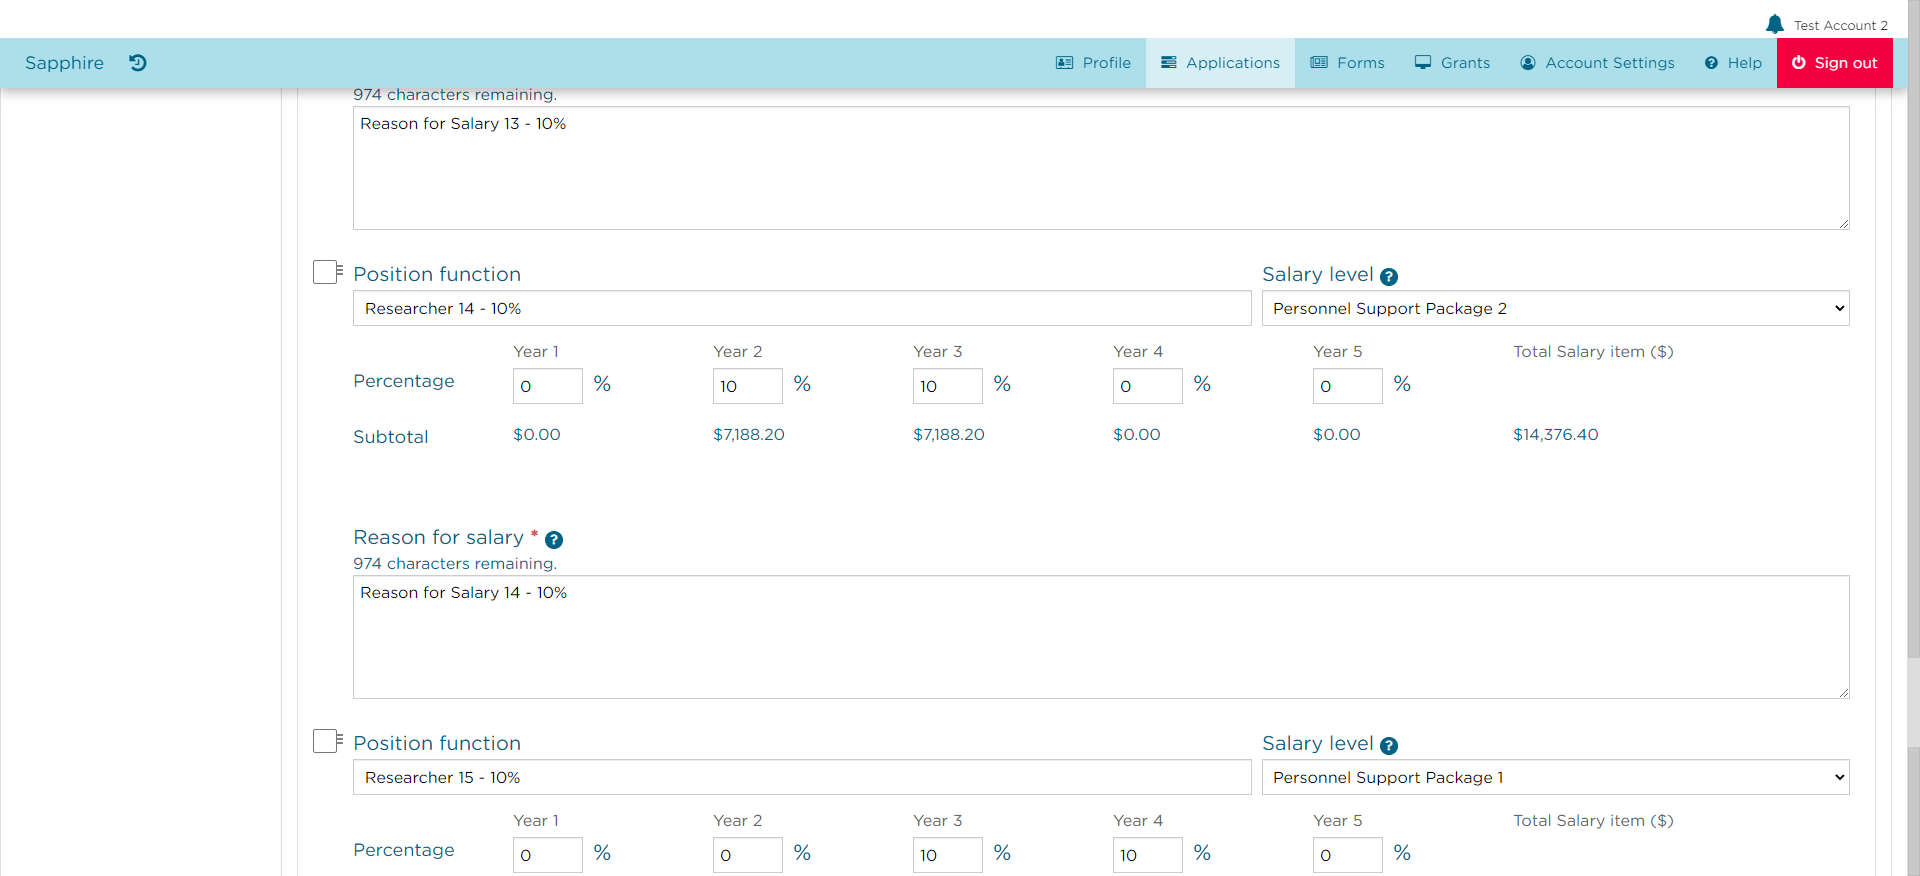 Test Account 2
Sapphire Profile Applications Forms Grants Account Settings Help Sign out
974 characters remaining.
Reason for Salary 13 - 10%
Position function Salary level ?
Researcher 14 - 10% Personnel Support Package 2
Year 1 Year 2 Year 3 Year 4 Year 5 Total Salary item ($)
Percentage 0 % 10 % 10 % 0 % 0 %
Subtotal $0.00 $7,188.20 $7,188.20 $0.00 $0.00 $14,376.40
Reason for salary * ?
974 characters remaining.
Reason for Salary 14 - 10%
Position function Salary level ?
Researcher 15 - 10% Personnel Support Package 1
Year 1 Year 2 Year 3 Year 4 Year 5 Total Salary item ($)
Percentage 0 % 0 % 10 % 10 % 0 %